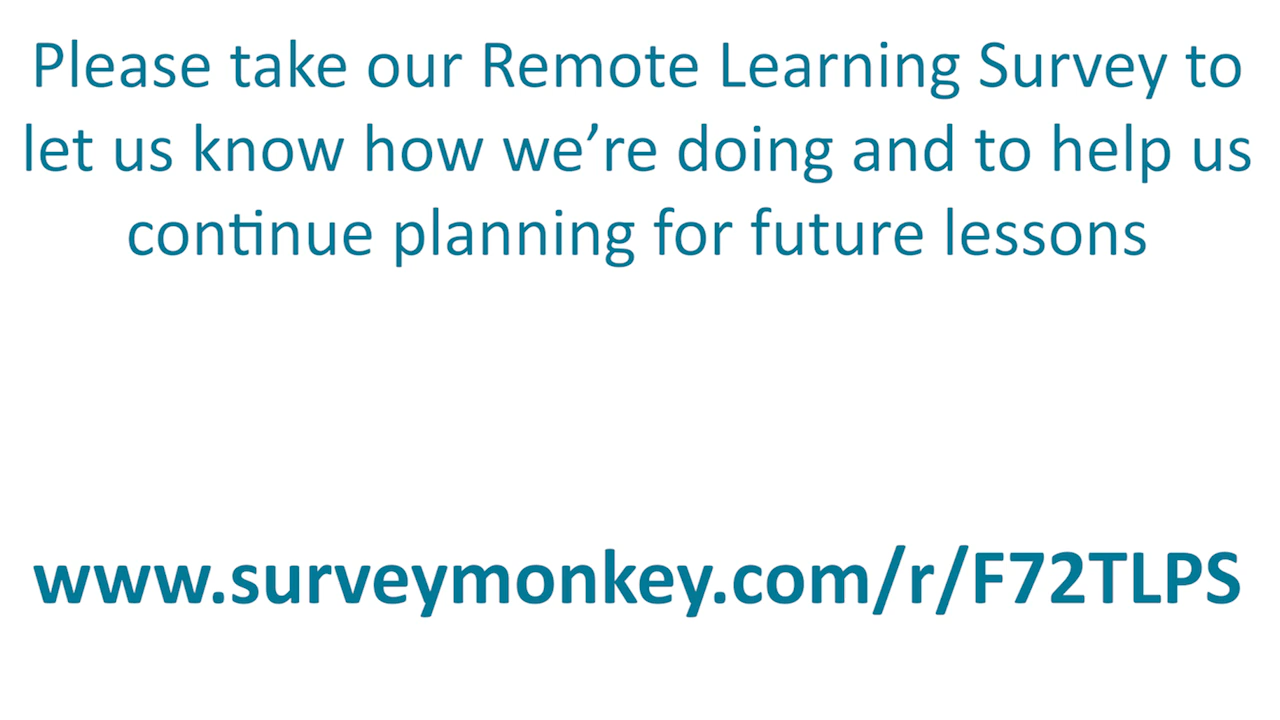 Please take our Remote Learning Survey to
let us know how we’re doing and to help us
continue planning for future lessons
www.surveymonkey.com/r/F72TLPS